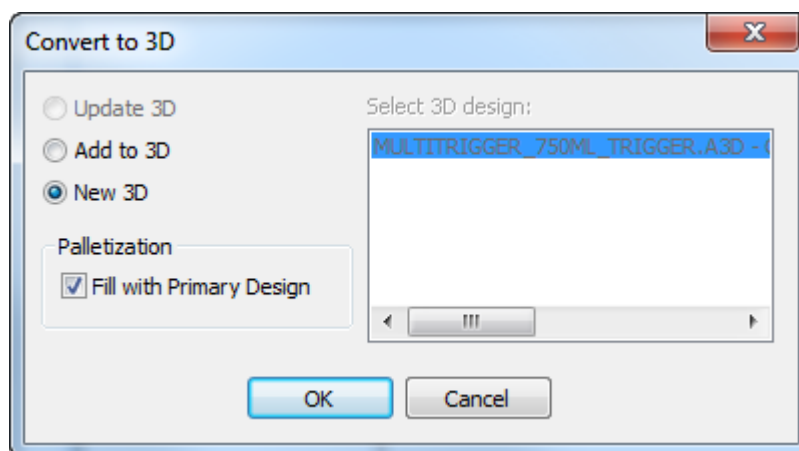 Convert to 3D
Update 3D
Add to 3D
New 3D
Palletization
Fill with Primary Design
Select 3D design:
MULTITRIGGER_750ML_TRIGGER.A3D -
OK
Cancel